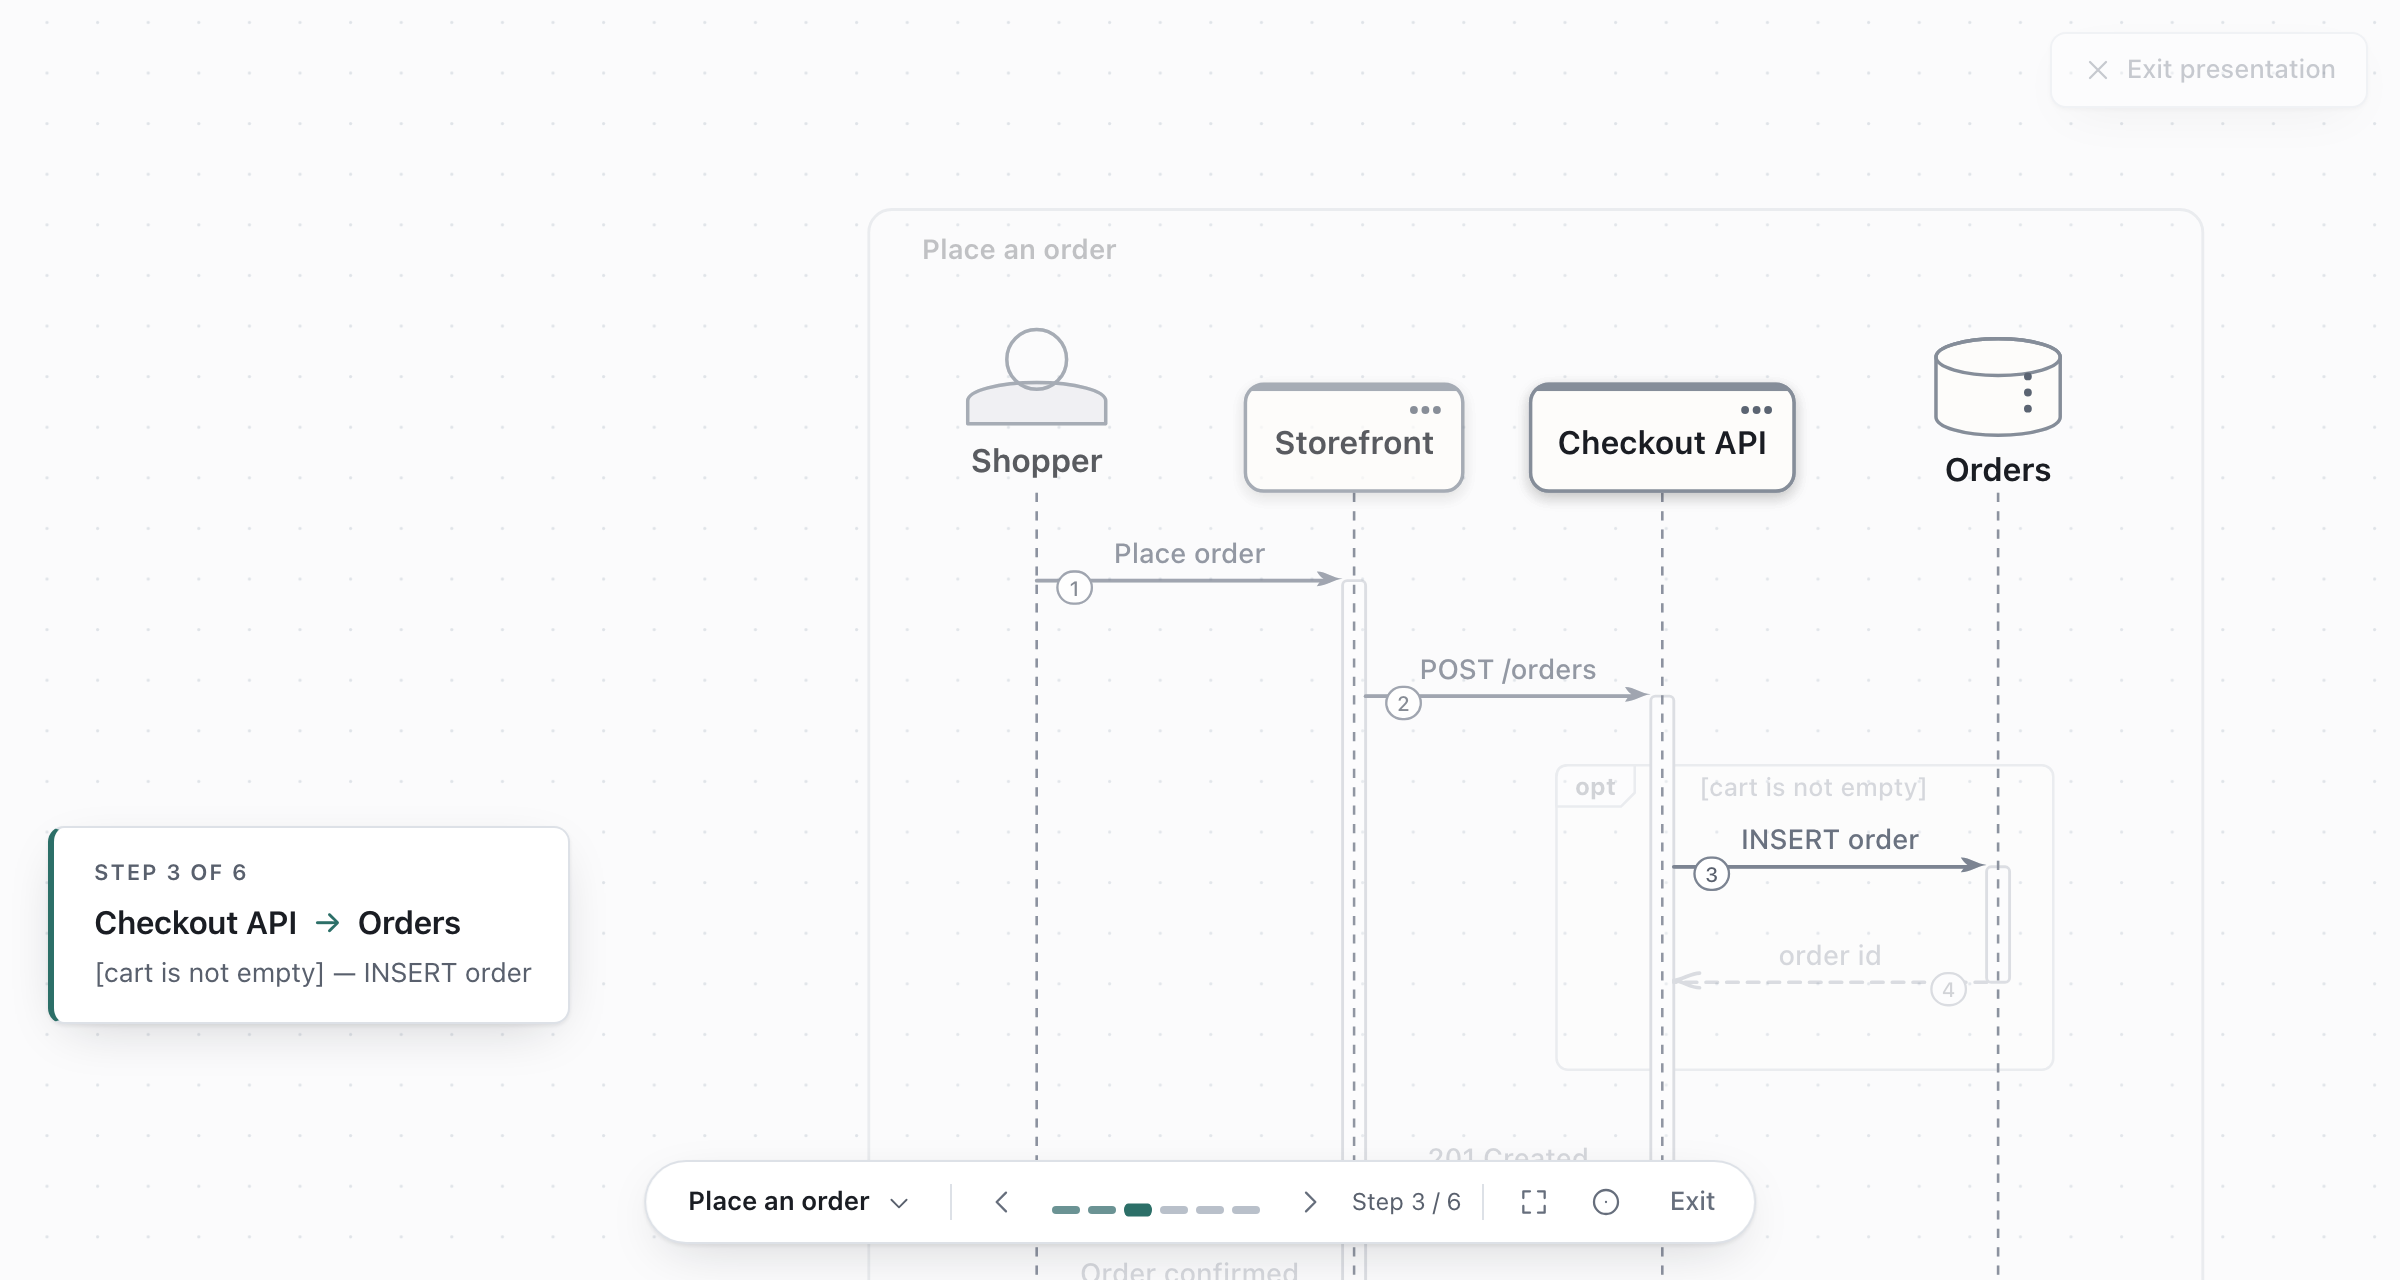 Exit presentation
Place an order
Shopper
Storefront
Checkout API
Orders
Place order
1
POST /orders
2
opt
[cart is not empty]
INSERT order
3
order id
4
STEP 3 OF 6
Checkout API → Orders
[cart is not empty] — INSERT order
201 Created
Place an order
Step 3 / 6
Exit
Order confirmed